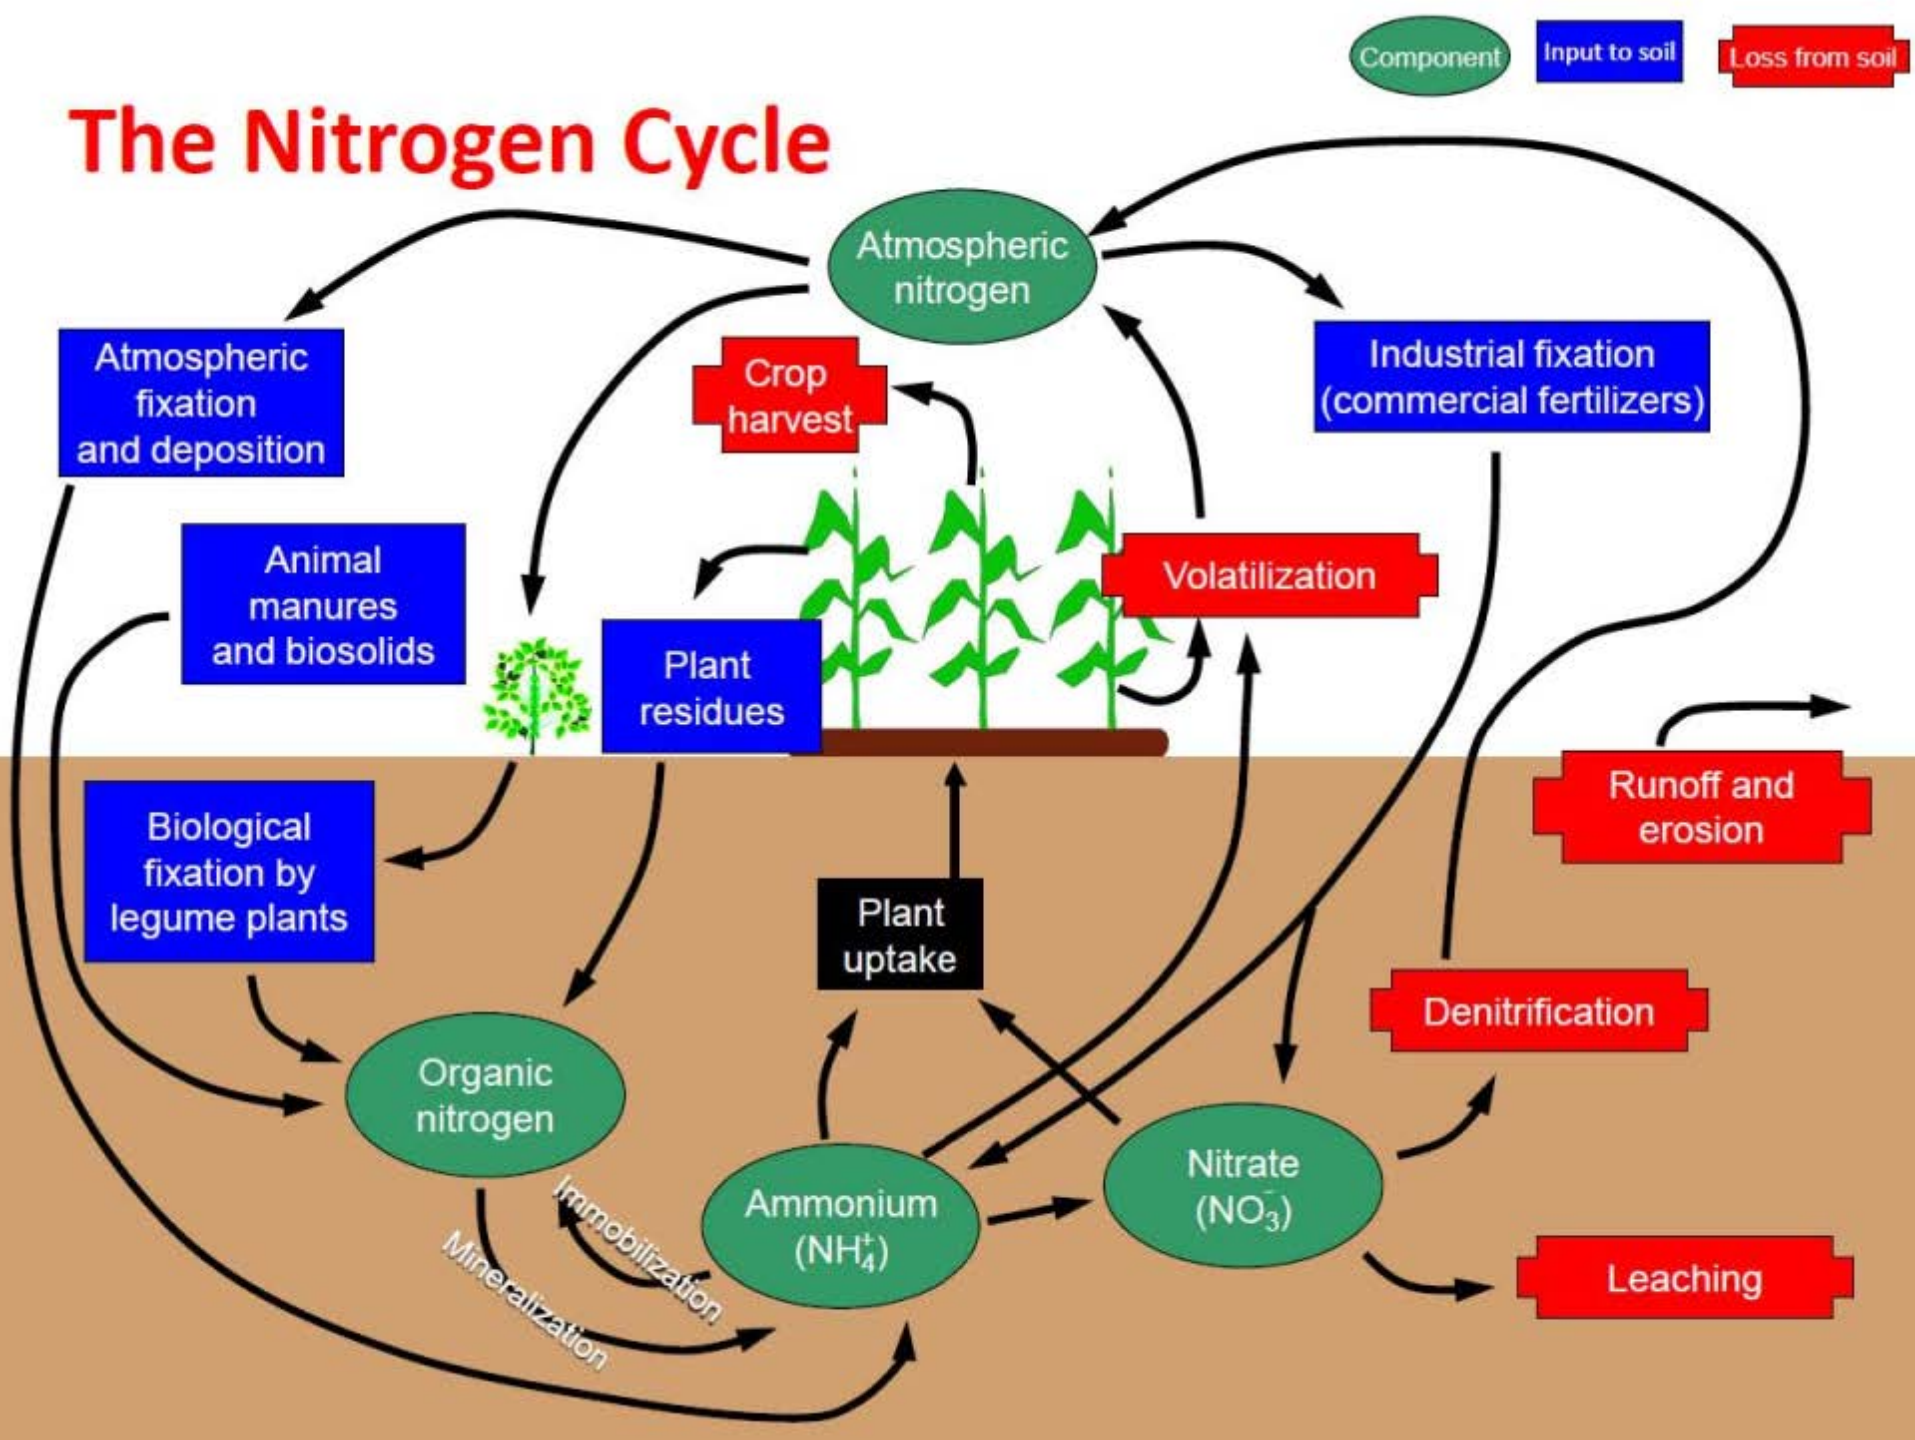 Component
Input to soil
Loss from soil
The Nitrogen Cycle
Atmospheric
nitrogen
Atmospheric
fixation
and deposition
Crop
harvest
Industrial fixation
(commercial fertilizers)
Animal
manures
and biosolids
Volatilization
Plant
residues
Biological
fixation by
legume plants
Runoff and
erosion
Plant
uptake
Denitrification
Organic
nitrogen
Immobilization
Mineralization
Ammonium
(NH₄⁺)
Nitrate
(NO₃⁻)
Leaching